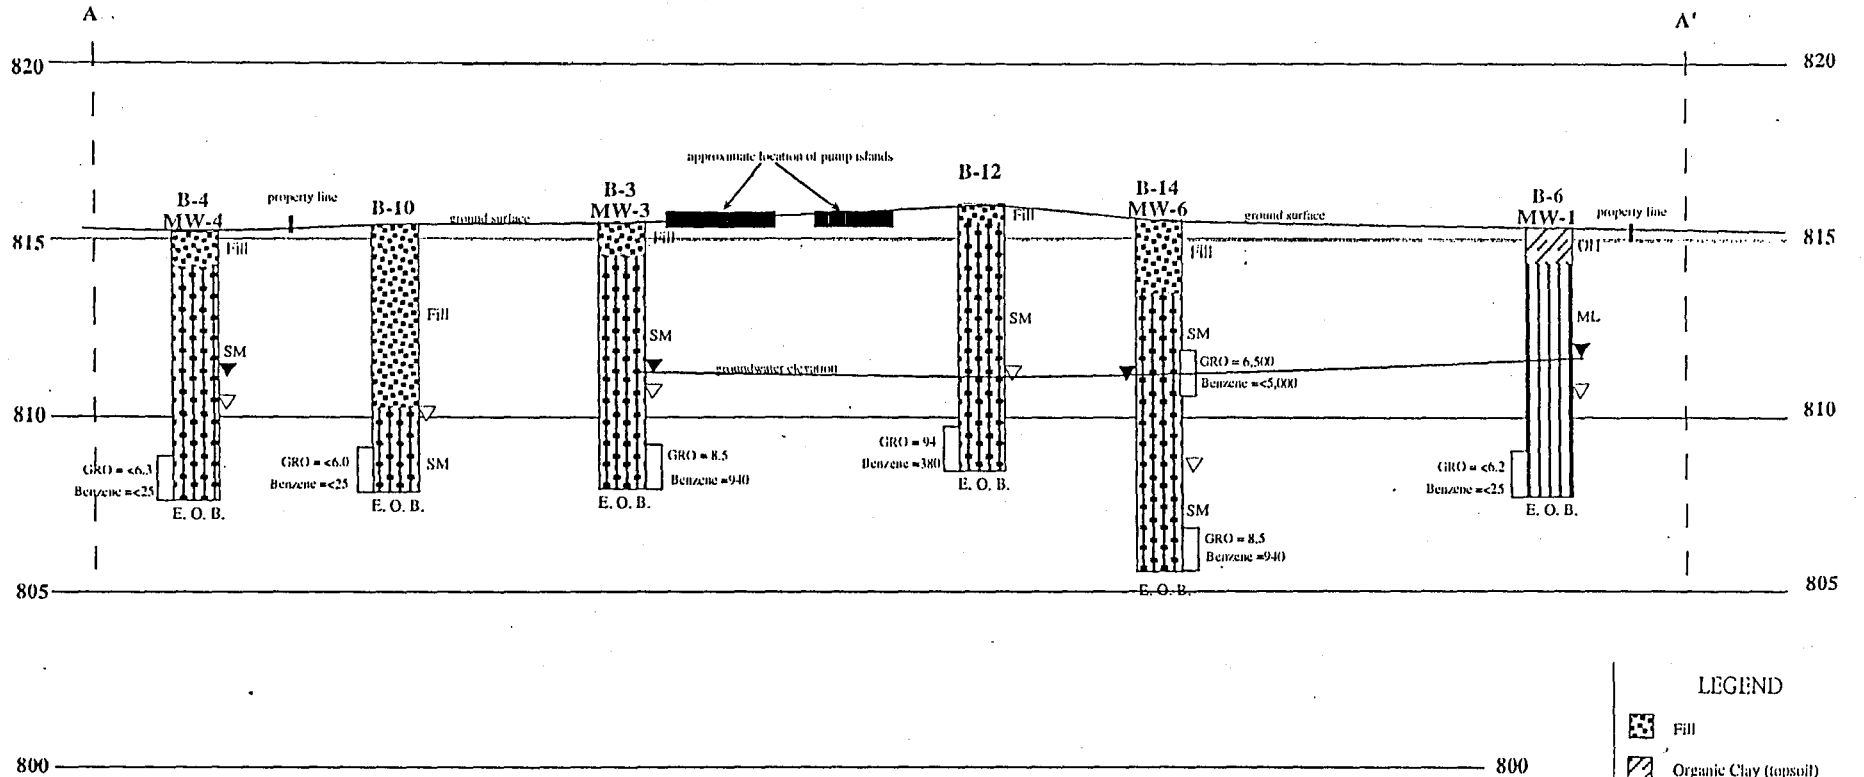 A
A'
820
820
approximate location of pump islands
B-12
B-3
MW-3
B-14
MW-6
B-4
MW-4
property line
B-10
ground surface
ground surface
B-6
MW-1
property line
815
815
Fill
Fill
Fill
Fill
OH
Fill
SM
SM
SM
SM
ML
groundwater elevation
GRO = 6,500
Benzene =<5,000
810
810
GRO = <6.3
Benzene =<25
GRO = <6.0
Benzene =<25
SM
GRO = 8.5
Benzene =940
GRO = 94
Benzene =380
GRO = <6.2
Benzene =<25
E. O. B.
E. O. B.
E. O. B.
E. O. B.
E. O. B.
SM
GRO = 8.5
Benzene =940
E. O. B.
805
805
LEGEND
Fill
Organic Clay (topsoil)
800
800